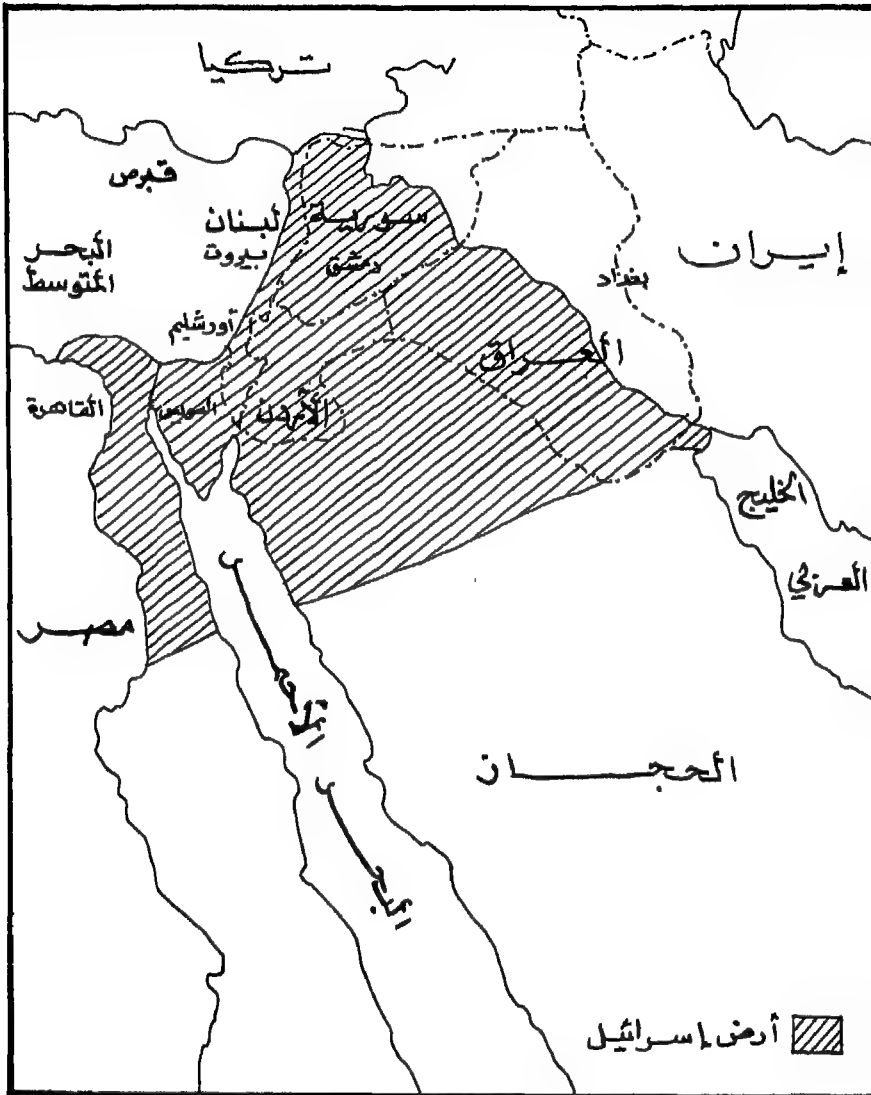 تركيا
قبرص
لبنان
بيروت
سورية
دمشق
البحر
المتوسط
إيران
بغداد
أورشليم
العراق
القاهرة
السويس
الأردن
الخليج
العربي
مصر
الحجاز
أرض إسرائيل